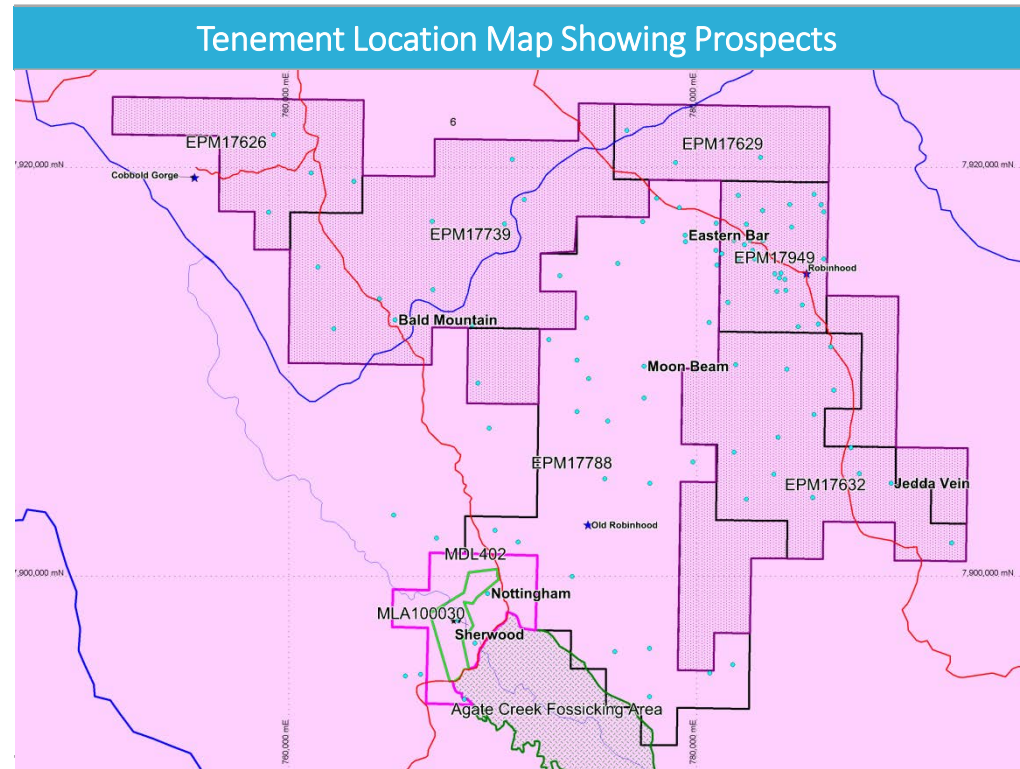 Tenement Location Map Showing Prospects
760,000 mE
780,000 mE
6
EPM17626
EPM17629
7,920,000 mN
7,920,000 mN
Cobbold Gorge
EPM17739
Eastern Bar
EPM17949
Robinhood
Bald Mountain
Moon Beam
EPM17788
EPM17632
Jedda Vein
Old Robinhood
MDL402
7,900,000 mN
7,900,000 mN
Nottingham
MLA100030
Sherwood
Agate Creek Fossicking Area
760,000 mE
780,000 mE